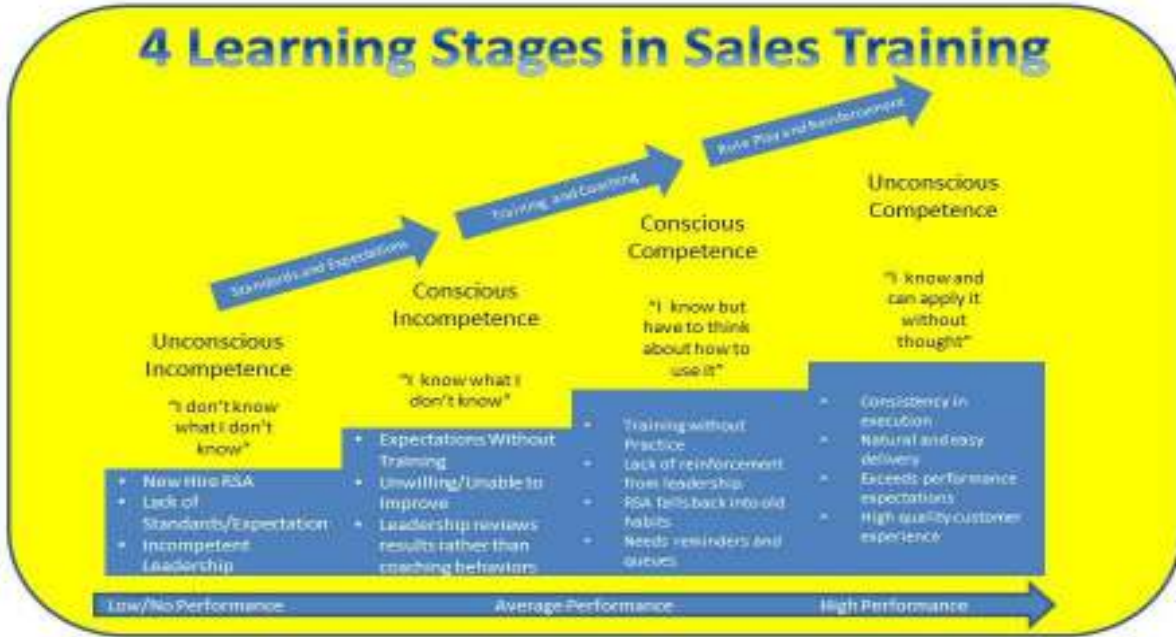 4 Learning Stages in Sales Training
Standards and Expectations
Training and Coaching
Role Play and Reinforcement
Unconscious
Incompetence
"I don't know
what I don't
know"
• New Hire RSA
• Lack of
Standards/Expectation
• Incompetent
Leadership
Conscious
Incompetence
"I know what I
don't know"
• Expectations Without
Training
• Unwilling/Unable to
Improve
• Leadership reviews
results rather than
coaching behaviors
Conscious
Competence
"I know but
have to think
about how to
use it"
• Training without
Practice
• Lack of reinforcement
from leadership
• RSA falls back into old
habits
• Needs reminders and
queues
Unconscious
Competence
"I know and
can apply it
without
thought"
• Consistency in
execution
• Natural and easy
delivery
• Exceeds performance
expectations
• High quality customer
experience
Low/No Performance
Average Performance
High Performance